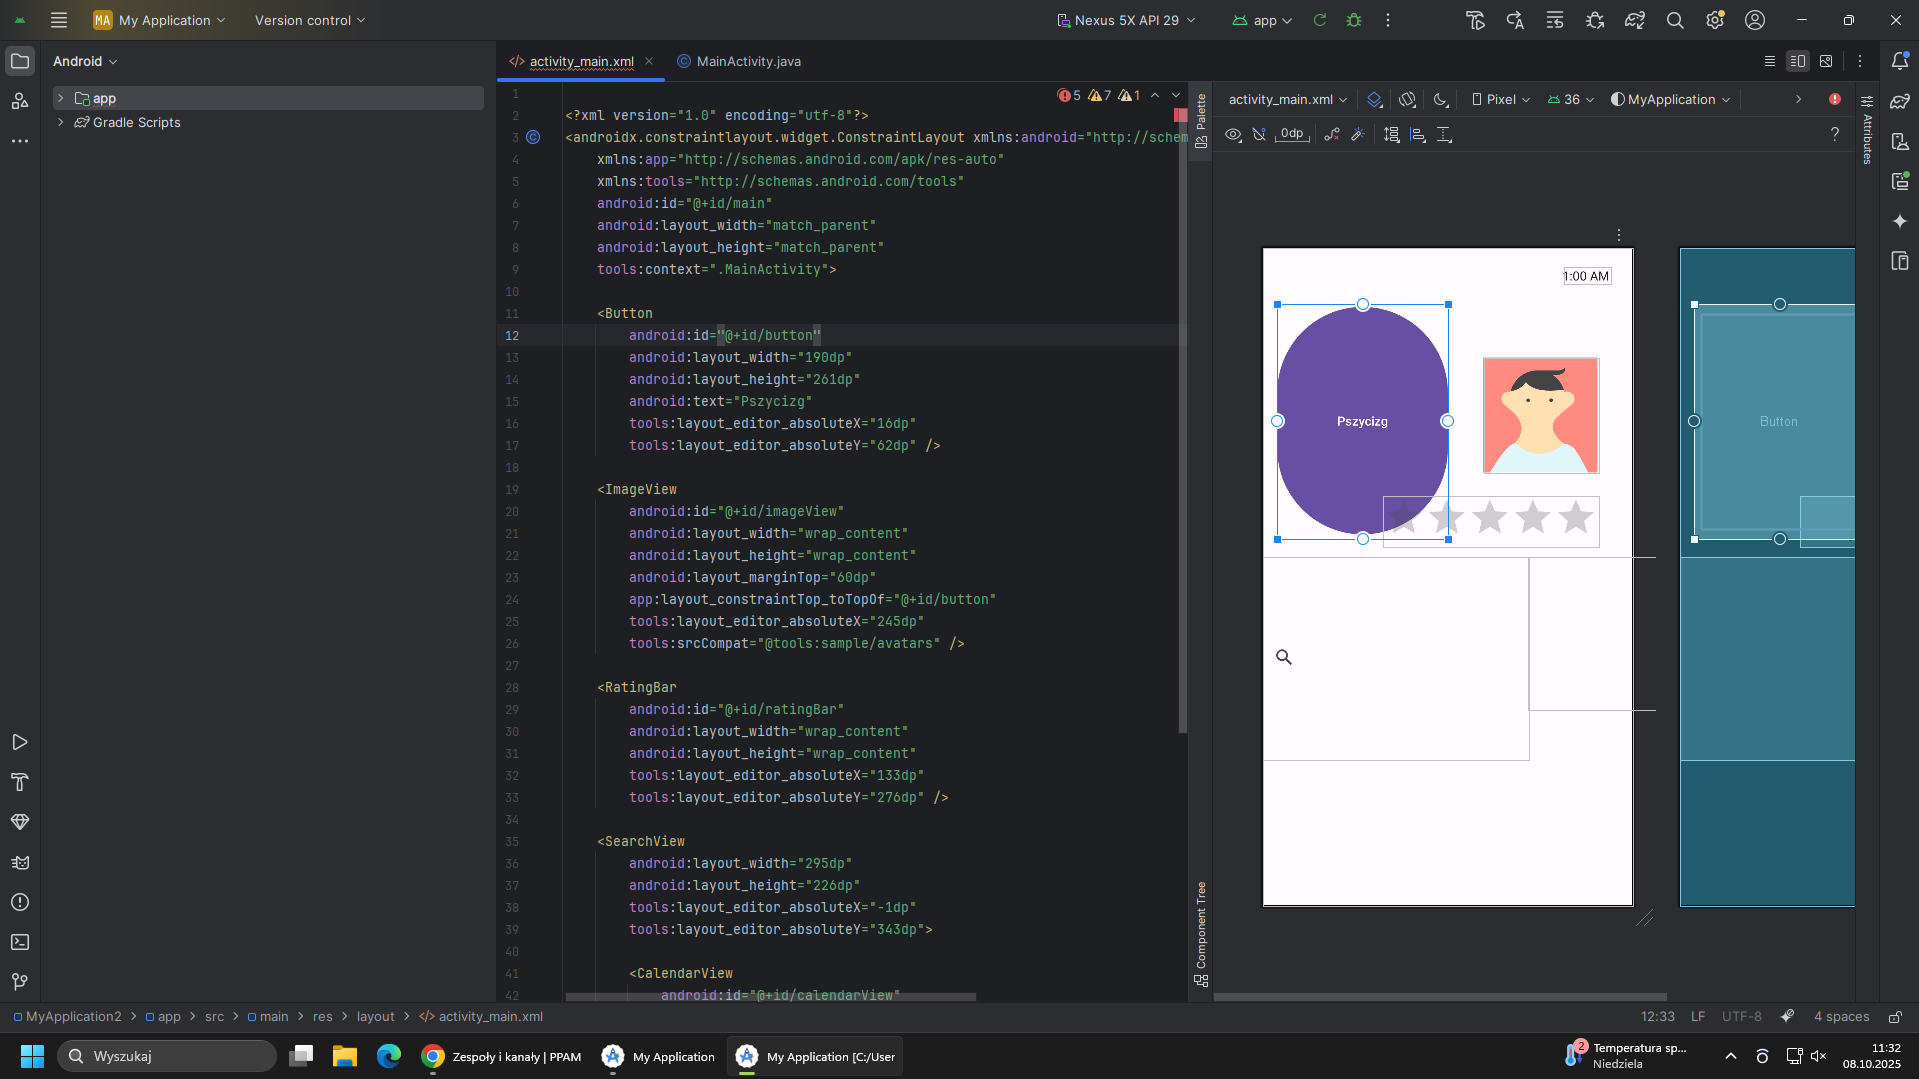 MA My Application
Version control
Nexus 5X API 29
app
Android
app
Gradle Scripts
activity_main.xml
MainActivity.java
5 7 1
1
2 <?xml version="1.0" encoding="utf-8"?>
3 <androidx.constraintlayout.widget.ConstraintLayout xmlns:android="http://schem
4 xmlns:app="http://schemas.android.com/apk/res-auto"
5 xmlns:tools="http://schemas.android.com/tools"
6 android:id="@+id/main"
7 android:layout_width="match_parent"
8 android:layout_height="match_parent"
9 tools:context=".MainActivity">
10
11 <Button
12 android:id="@+id/button"
13 android:layout_width="190dp"
14 android:layout_height="261dp"
15 android:text="Pszycizg"
16 tools:layout_editor_absoluteX="16dp"
17 tools:layout_editor_absoluteY="62dp" />
18
19 <ImageView
20 android:id="@+id/imageView"
21 android:layout_width="wrap_content"
22 android:layout_height="wrap_content"
23 android:layout_marginTop="60dp"
24 app:layout_constraintTop_toTopOf="@+id/button"
25 tools:layout_editor_absoluteX="245dp"
26 tools:srcCompat="@tools:sample/avatars" />
27
28 <RatingBar
29 android:id="@+id/ratingBar"
30 android:layout_width="wrap_content"
31 android:layout_height="wrap_content"
32 tools:layout_editor_absoluteX="133dp"
33 tools:layout_editor_absoluteY="276dp" />
34
35 <SearchView
36 android:layout_width="295dp"
37 android:layout_height="226dp"
38 tools:layout_editor_absoluteX="-1dp"
39 tools:layout_editor_absoluteY="343dp">
40
41 <CalendarView
42 android:id="@+id/calendarView"
Palette
Component Tree
activity_main.xml
Pixel
36
MyApplication
0dp
?
Attributes
1:00 AM
Pszycizg
Button
MyApplication2 > app > src > main > res > layout > activity_main.xml
12:33 LF UTF-8 4 spaces
Wyszukaj
Zespoły i kanały | PPAM
My Application
My Application [C:/User
2
Temperatura sp...
Niedziela
11:32
08.10.2025